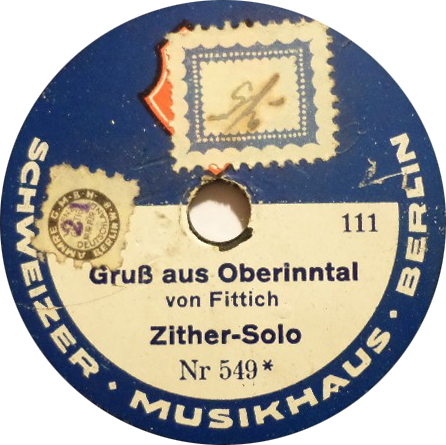 111
Gruß aus Oberinntal
von Fittich
Zither-Solo
Nr 549*
SCHWEIZER · MUSIKHAUS · BERLIN